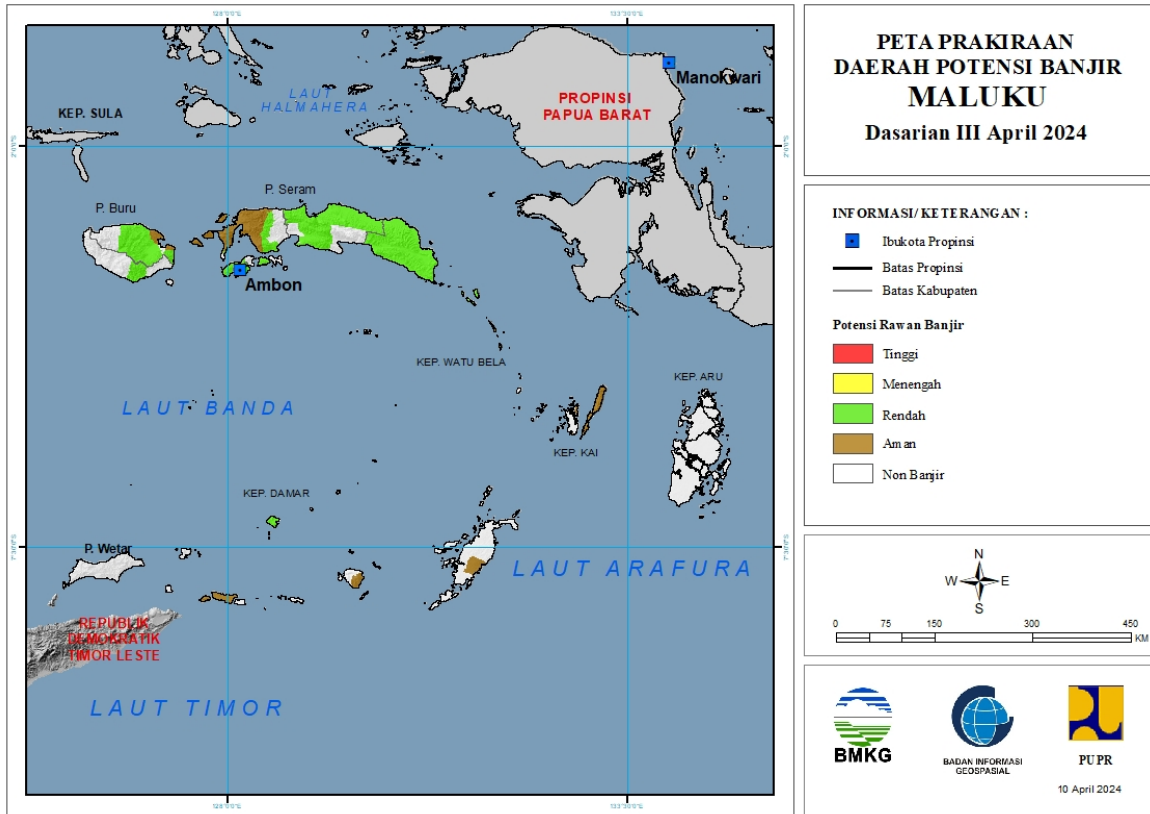 PETA PRAKIRAAN
DAERAH POTENSI BANJIR
MALUKU
Dasarian III April 2024
INFORMASI/ KETERANGAN :
Ibukota Propinsi
Batas Propinsi
Batas Kabupaten
Potensi Rawan Banjir
Tinggi
Menengah
Rendah
Aman
Non Banjir
N
W E
S
0 75 150 300 450
KM
BMKG
BADAN INFORMASI
GEOSPASIAL
PUPR
10 April 2024
Manokwari
LAUT
HALMAHERA
PROPINSI
PAPUA BARAT
KEP. SULA
P. Seram
P. Buru
Ambon
KEP. WATU BELA
KEP. ARU
LAUT BANDA
KEP. KAI
KEP. DAMAR
P. Wetar
LAUT ARAFURA
REPUBLIK
DEMOKRATIK
TIMOR LESTE
LAUT TIMOR